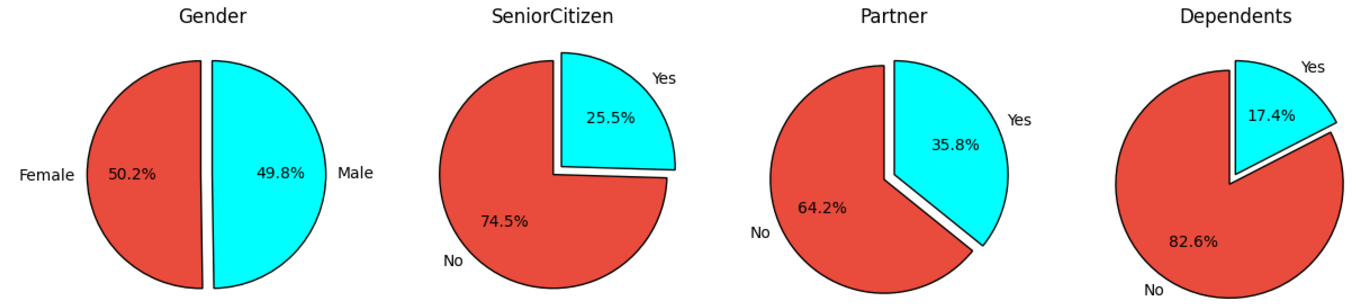 Gender
Female
50.2%
49.8%
Male
SeniorCitizen
Yes
25.5%
74.5%
No
Partner
Yes
35.8%
64.2%
No
Dependents
Yes
17.4%
82.6%
No